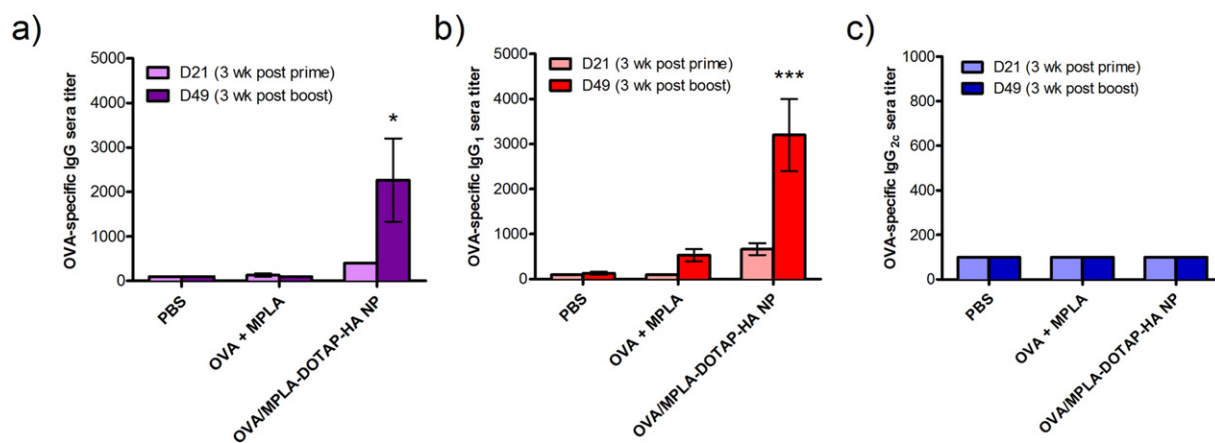 a)
OVA-specific IgG sera titer
5000
4000
3000
2000
1000
0
D21 (3 wk post prime)
D49 (3 wk post boost)
*
PBS
OVA + MPLA
OVA/MPLA-DOTAP-HA NP
b)
OVA-specific IgG₁ sera titer
5000
4000
3000
2000
1000
0
D21 (3 wk post prime)
D49 (3 wk post boost)
***
PBS
OVA + MPLA
OVA/MPLA-DOTAP-HA NP
c)
OVA-specific IgG₂c sera titer
1000
800
600
400
200
0
D21 (3 wk post prime)
D49 (3 wk post boost)
PBS
OVA + MPLA
OVA/MPLA-DOTAP-HA NP